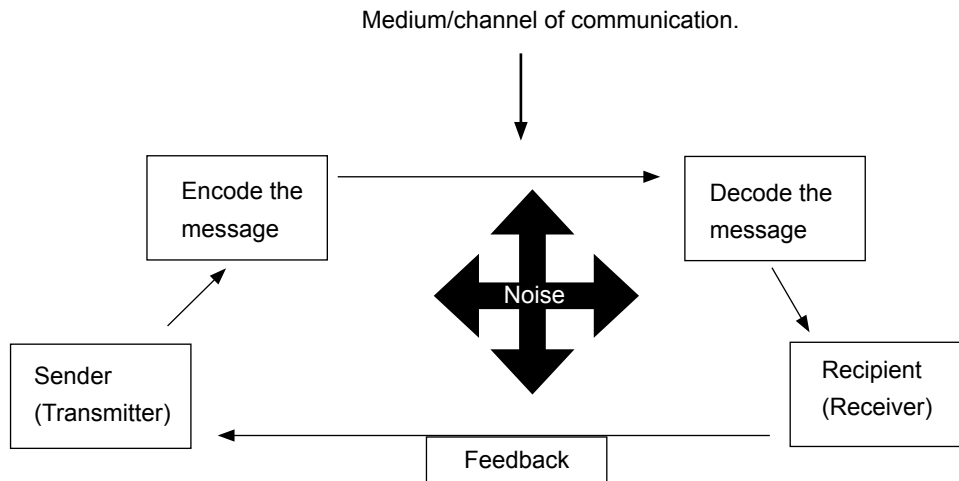 Medium/channel of communication.
Encode the
message
Decode the
message
Noise
Sender
(Transmitter)
Recipient
(Receiver)
Feedback